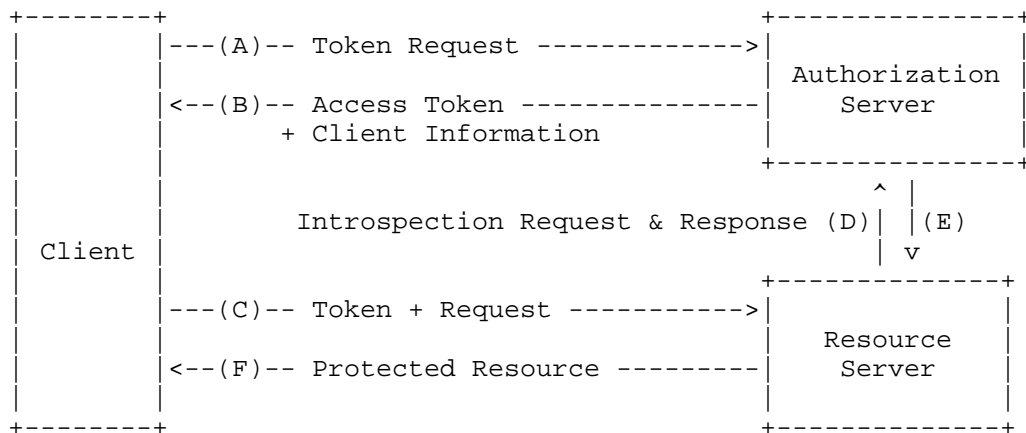 ---(A)-- Token Request ------------->
Authorization
<--(B)-- Access Token ---------------
Server
+ Client Information
Introspection Request & Response (D)
(E)
Client
---(C)-- Token + Request ----------->
Resource
<--(F)-- Protected Resource ---------
Server